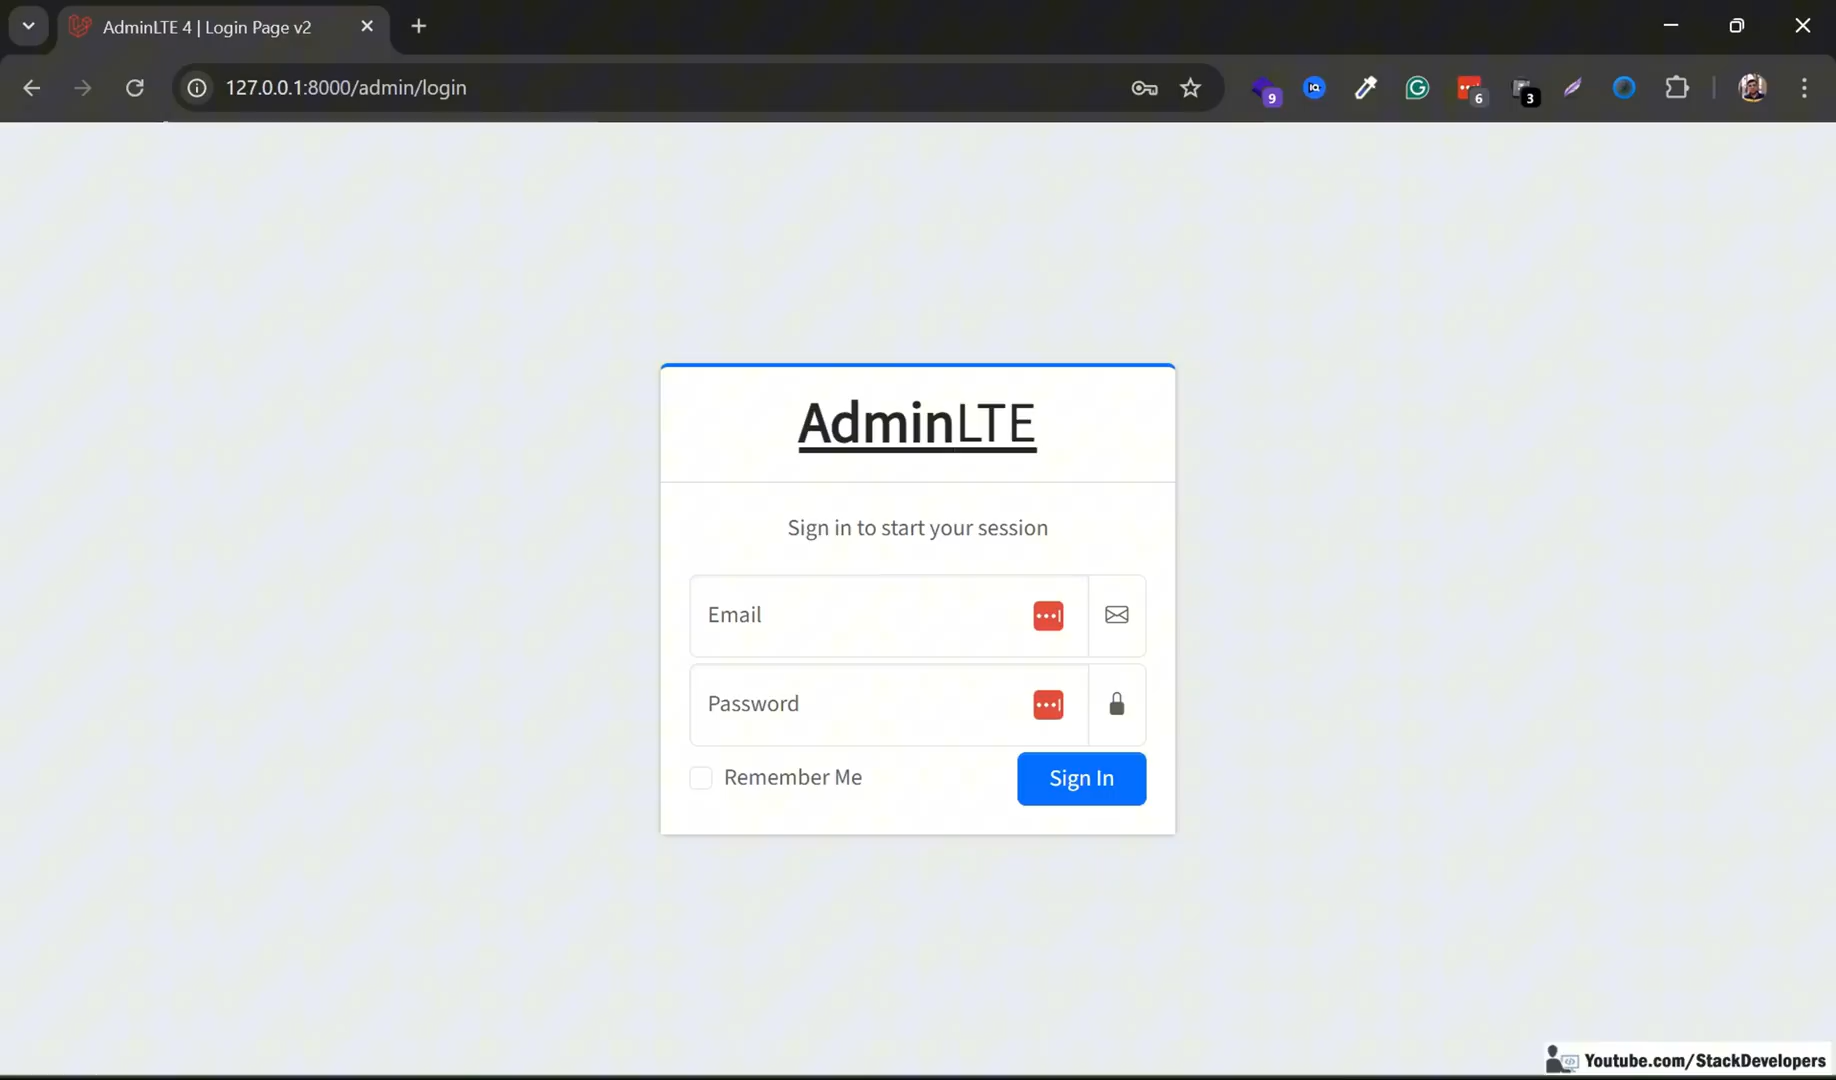 AdminLTE 4 | Login Page v2
127.0.0.1:8000/admin/login
9
6
3
AdminLTE
Sign in to start your session
Email
Password
Remember Me
Sign In
Youtube.com/StackDevelopers